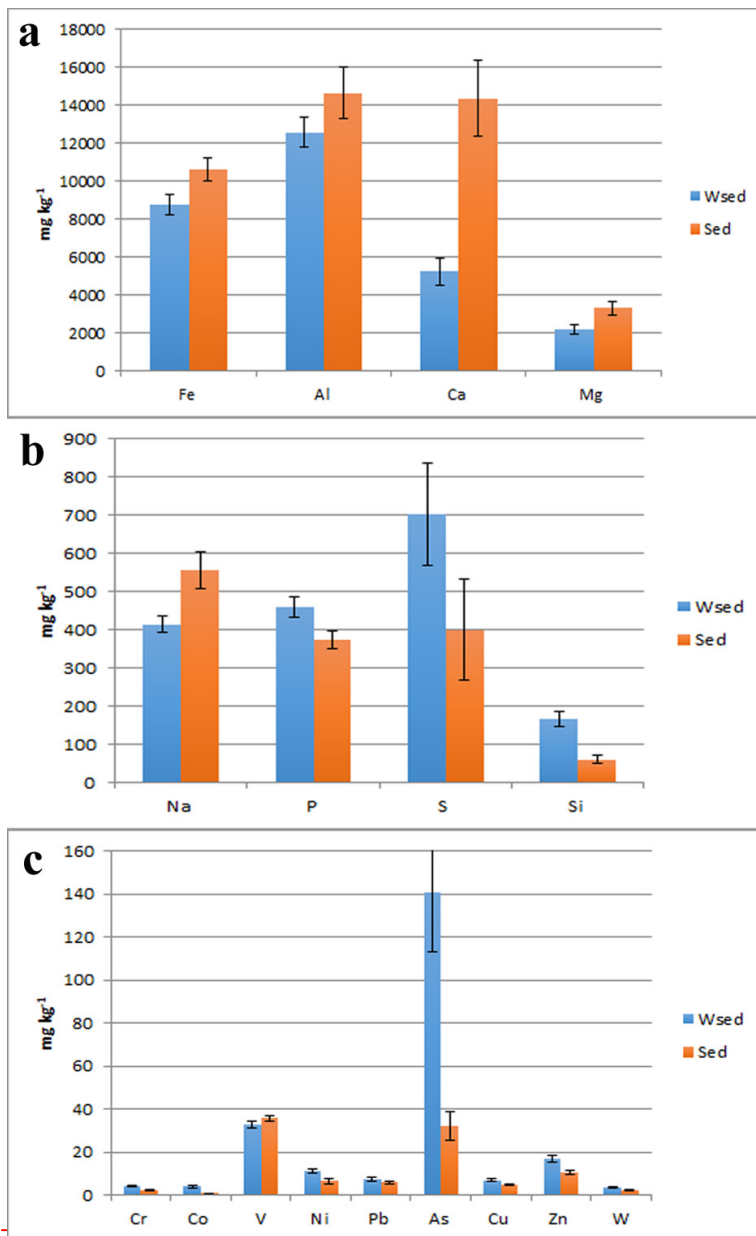 a
18000
16000
14000
12000
10000
8000
6000
4000
2000
0
mg kg⁻¹
Fe Al Ca Mg
Wsed
Sed
b
900
800
700
600
500
400
300
200
100
0
mg kg⁻¹
Na P S Si
Wsed
Sed
c
160
140
120
100
80
60
40
20
0
mg kg⁻¹
Cr Co V Ni Pb As Cu Zn W
Wsed
Sed